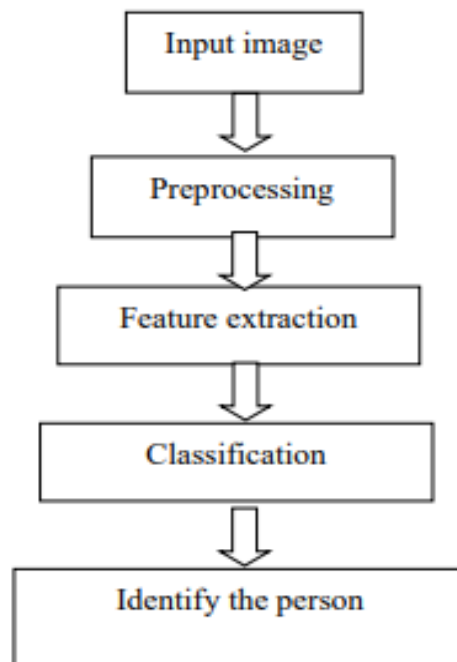 Input image
Preprocessing
Feature extraction
Classification
Identify the person